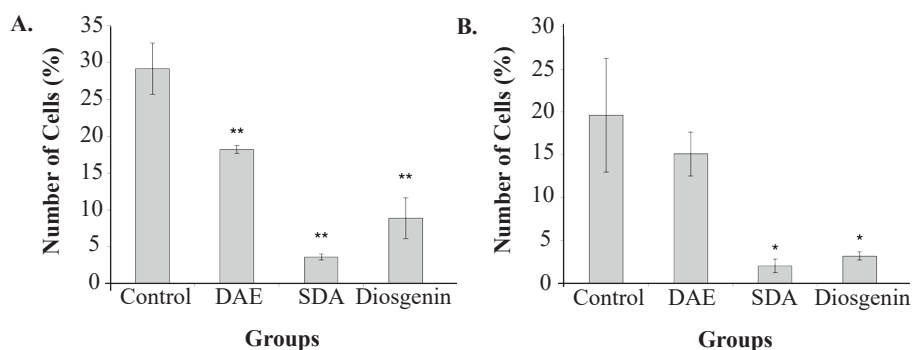 A.
Number of Cells (%)
35
30
25
20
15
10
5
0
**
**
**
Control DAE SDA Diosgenin
Groups
B.
Number of Cells (%)
30
25
20
15
10
5
0
*
*
Control DAE SDA Diosgenin
Groups